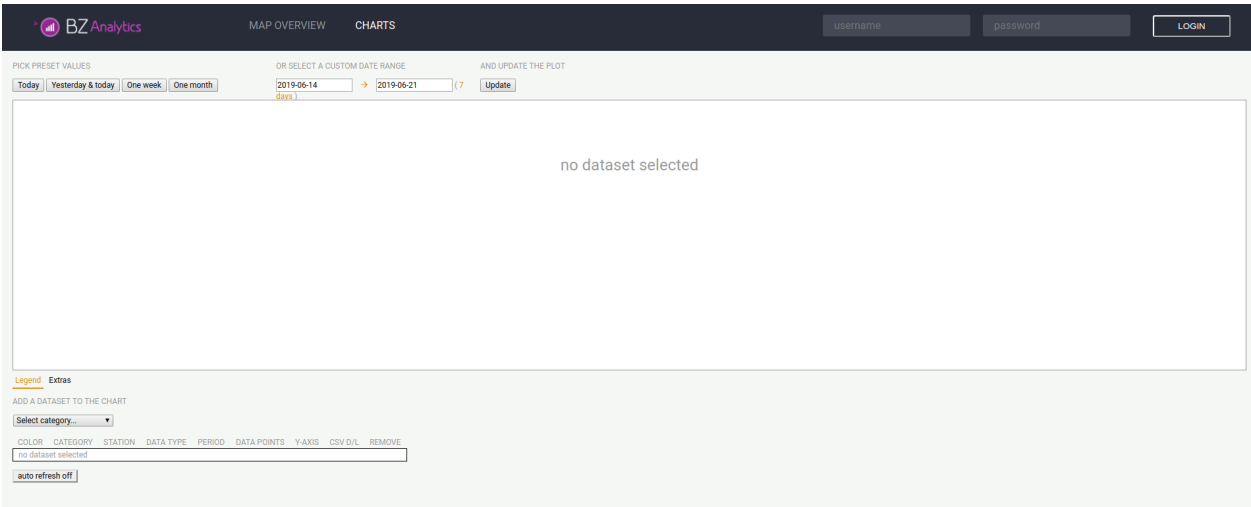 BZ Analytics MAP OVERVIEW CHARTS username password LOGIN
PICK PRESET VALUES OR SELECT A CUSTOM DATE RANGE AND UPDATE THE PLOT
Today Yesterday & today One week One month 2019-06-14 → 2019-06-21 ( 7 Update
days )
no dataset selected
Legend Extras
ADD A DATASET TO THE CHART
Select category...
COLOR CATEGORY STATION DATA TYPE PERIOD DATA POINTS Y-AXIS CSV D/L REMOVE
no dataset selected
auto refresh off